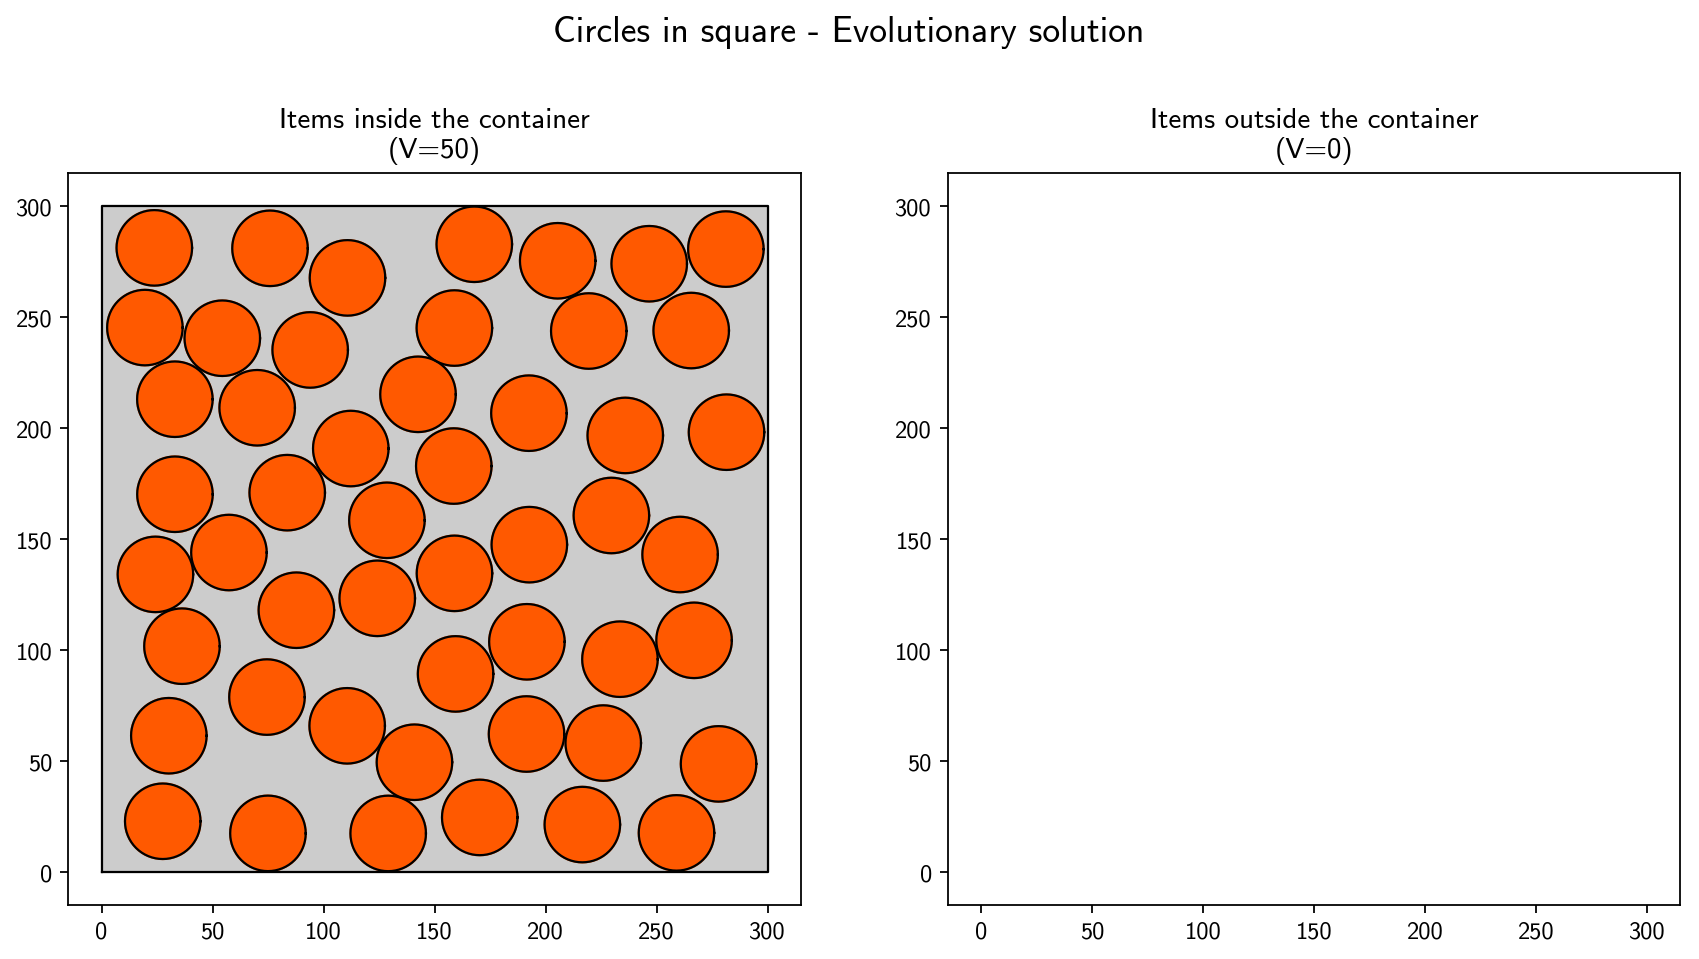 Circles in square - Evolutionary solution
Items inside the container
(V=50)
300
250
200
150
100
50
0
0 50 100 150 200 250 300
Items outside the container
(V=0)
300
250
200
150
100
50
0
0 50 100 150 200 250 300